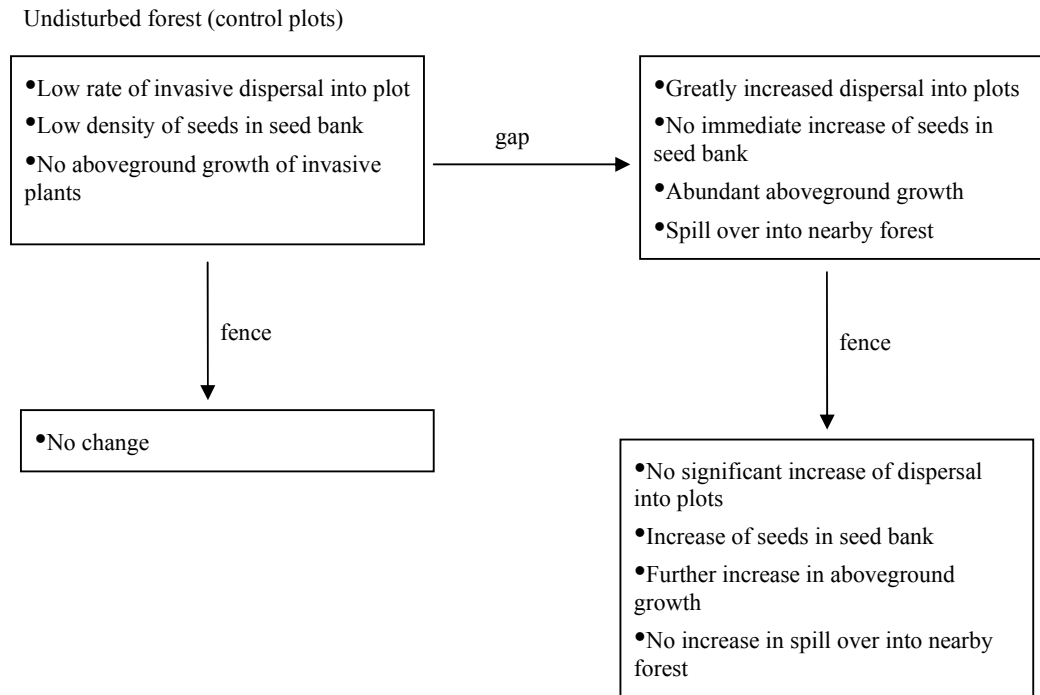 Undisturbed forest (control plots)
•Low rate of invasive dispersal into plot
•Low density of seeds in seed bank
•No aboveground growth of invasive
plants
gap
•Greatly increased dispersal into plots
•No immediate increase of seeds in
seed bank
•Abundant aboveground growth
•Spill over into nearby forest
fence
fence
•No change
•No significant increase of dispersal
into plots
•Increase of seeds in seed bank
•Further increase in aboveground
growth
•No increase in spill over into nearby
forest